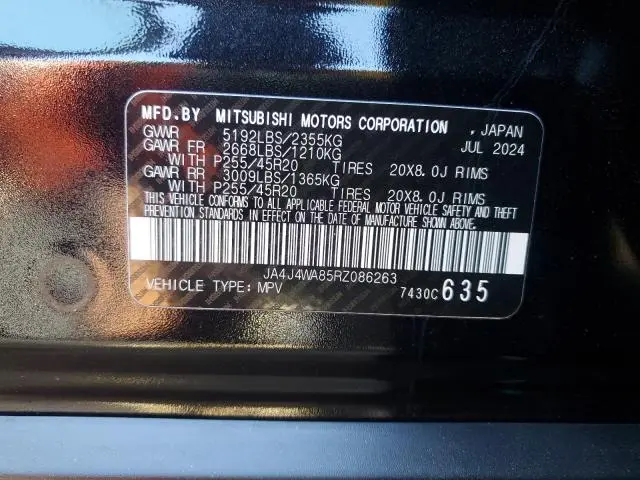 MFD.BY MITSUBISHI MOTORS CORPORATION , JAPAN
GVWR 5192LBS/2355KG JUL 2024
GAWR FR 2668LBS/1210KG
WITH P255/45R20 TIRES 20X8.0J RIMS
GAWR RR 3009LBS/1365KG
WITH P255/45R20 TIRES 20X8.0J RIMS
THIS VEHICLE CONFORMS TO ALL APPLICABLE FEDERAL MOTOR VEHICLE SAFETY AND THEFT
PREVENTION STANDARDS IN EFFECT ON THE DATE OF MANUFACTURE SHOWN ABOVE.
JA4J4WA85RZ086263
VEHICLE TYPE: MPV 7430C 635